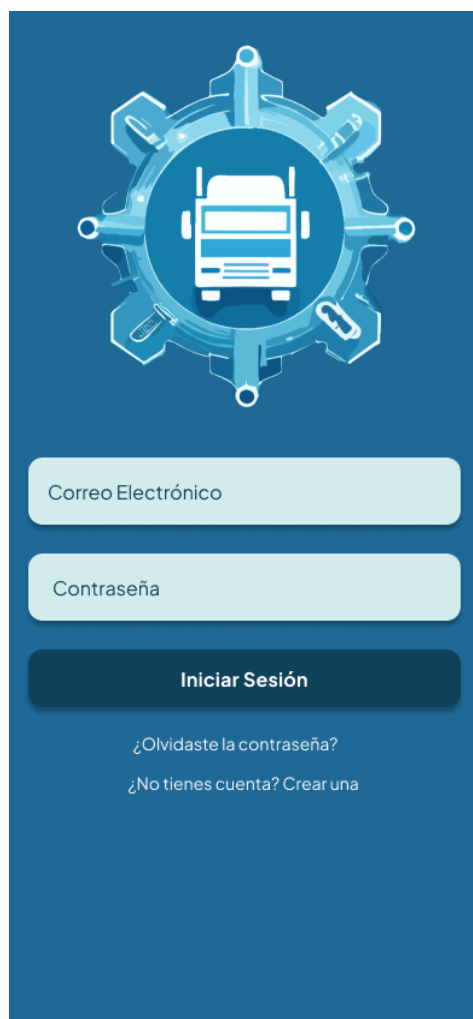 Correo Electrónico
Contraseña
Iniciar Sesión
¿Olvidaste la contraseña?
¿No tienes cuenta? Crear una